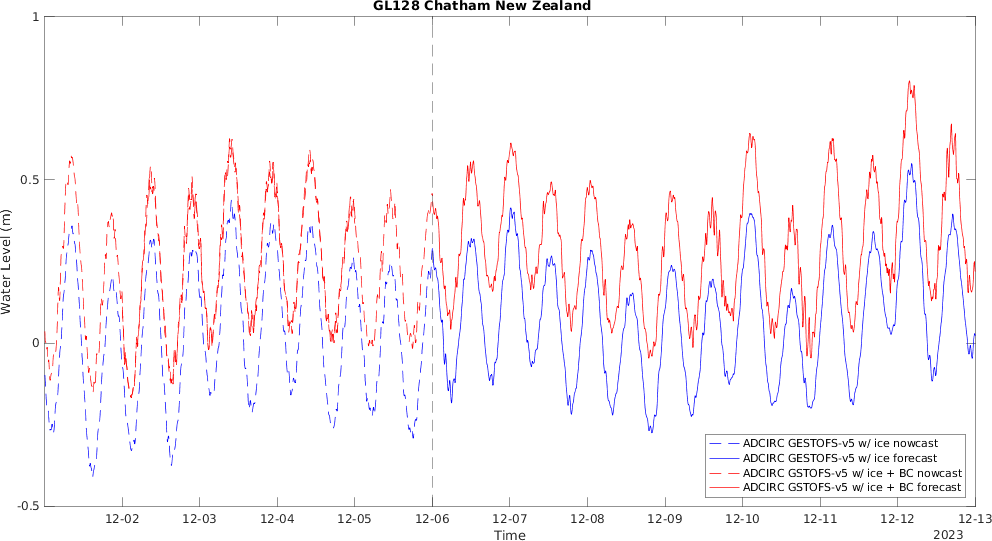 GL128 Chatham New Zealand
Water Level (m)
1
0.5
0
-0.5
12-02 12-03 12-04 12-05 12-06 12-07 12-08 12-09 12-10 12-11 12-12 12-13
Time
2023
ADCIRC GESTOFS-v5 w/ ice nowcast
ADCIRC GESTOFS-v5 w/ ice forecast
ADCIRC GSTOFS-v5 w/ ice + BC nowcast
ADCIRC GSTOFS-v5 w/ ice + BC forecast